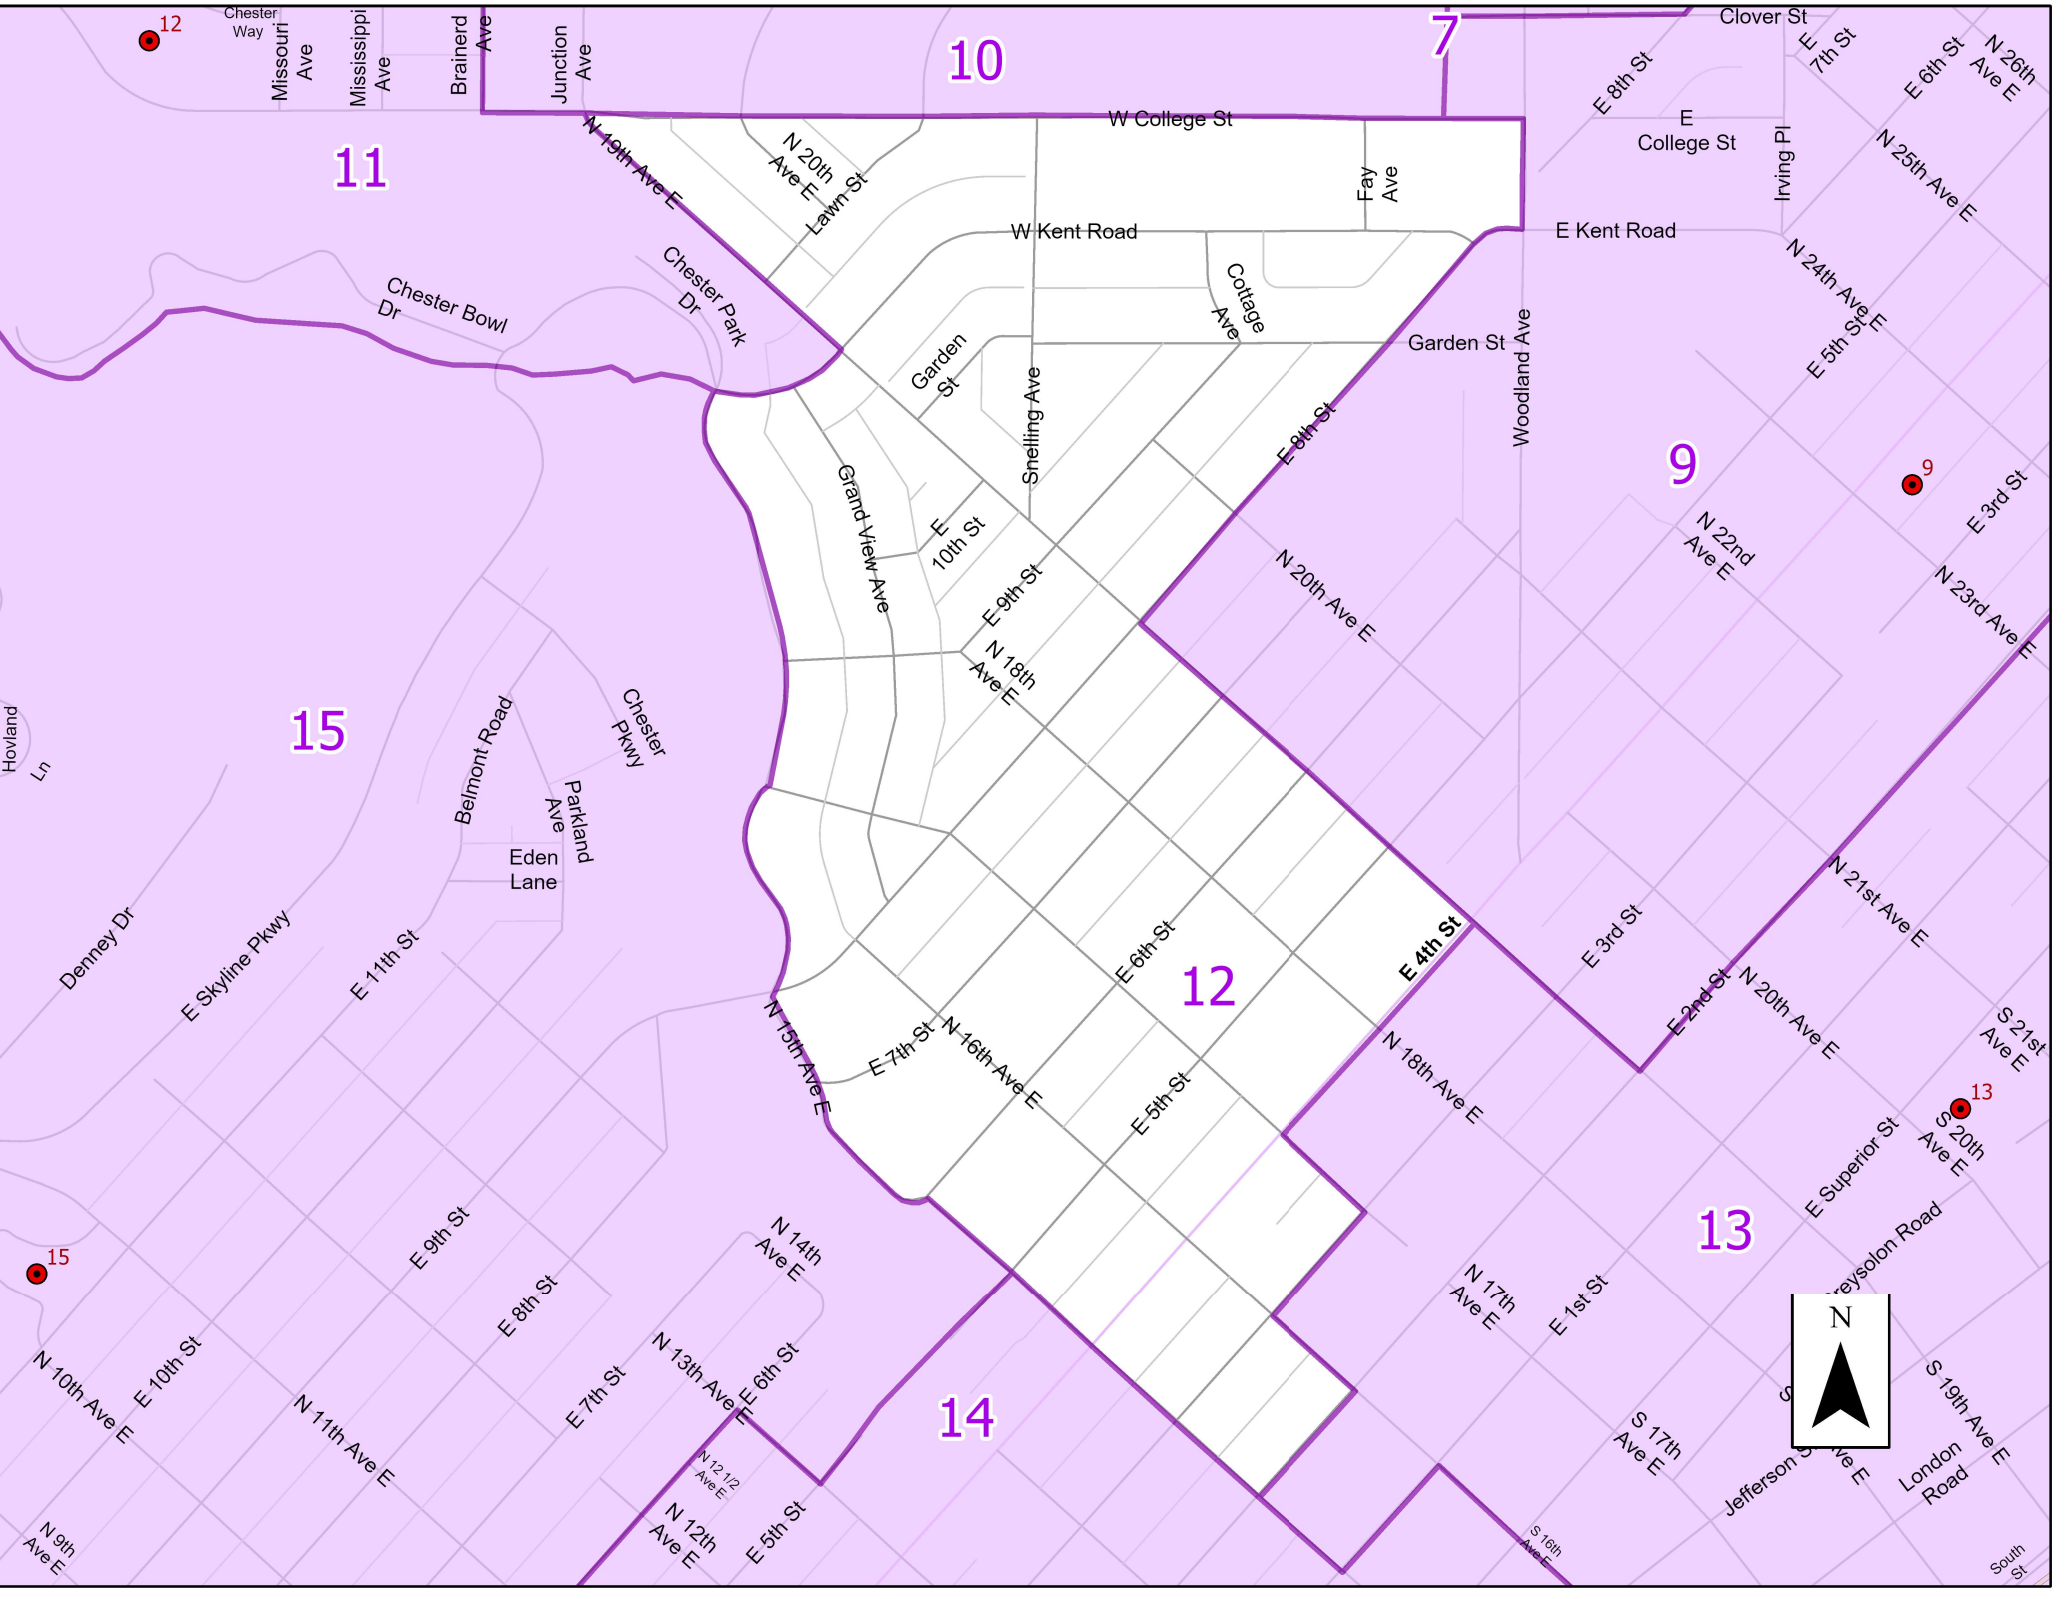 12
Chester
Way
Missouri
Ave
Mississippi
Ave
Brainerd
Ave
Junction
Ave
10
7
Clover St
E
7th St
E 8th St
E 6th St
N 26th
Ave E
11
N 19th Ave E
N 20th
Ave E
Lawn St
W College St
Fay
Ave
E
College St
Irving Pl
N 25th Ave E
W Kent Road
E Kent Road
Chester Park
Dr
Chester Bowl
Dr
Cottage
Ave
N 24th Ave E
E 5th St
Garden
St
Garden St
Woodland Ave
Snelling Ave
E 8th St
9
9
E 3rd St
Grand View Ave
E
10th St
E 9th St
N 20th Ave E
N 22nd
Ave E
N 23rd Ave E
N 18th
Ave E
15
Hovland
Ln
Belmont Road
Chester
Pkwy
Parkland
Ave
Eden
Lane
Denney Dr
E Skyline Pkwy
E 11th St
E 6th St
12
E 4th St
E 3rd St
N 21st Ave E
E 2nd St
N 20th Ave E
S 21st
Ave E
N 15th Ave E
E 7th St
N 16th Ave E
E 5th St
N 18th Ave E
13
S 20th
Ave E
E Superior St
13
15
E 9th St
E 8th St
N 14th
Ave E
N 17th
Ave E
E 1st St
reysolon Road
N
N 10th Ave E
E 10th St
N 11th Ave E
E 7th St
N 13th Ave E
E 6th St
14
S 17th
Ave E
S
Ave E
S 19th Ave E
Jefferson S
London
Road
N 12 1/2
Ave E
N 12th
Ave E
E 5th St
N 9th
Ave E
S 16th
Ave E
South
St